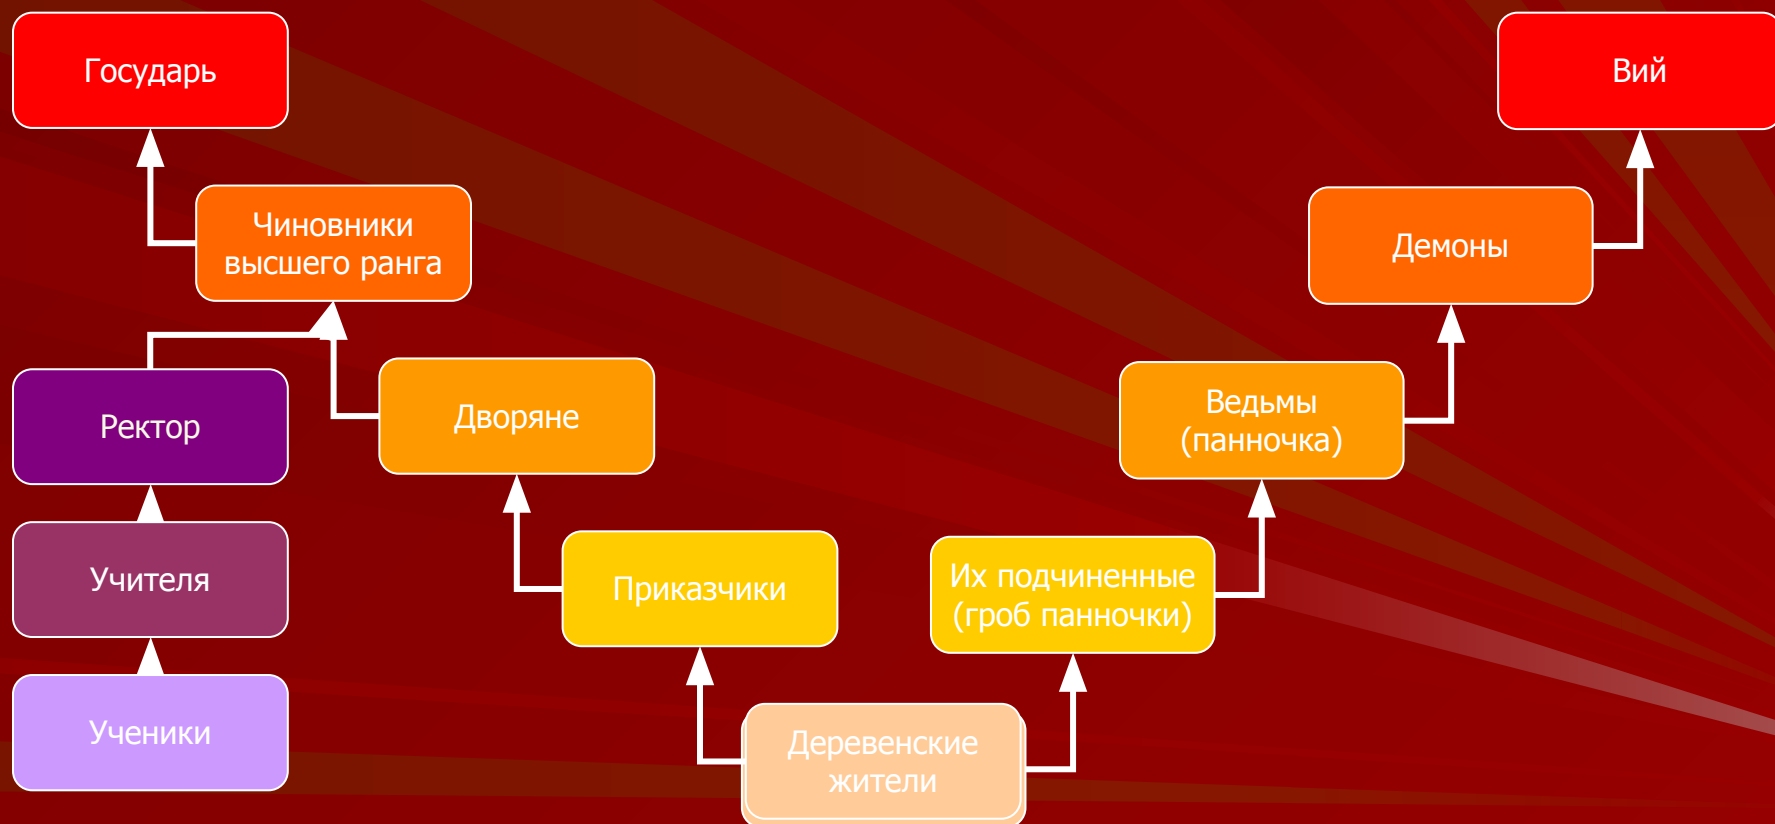 Государь
Вий
Чиновники
высшего ранга
Демоны
Ректор
Дворяне
Ведьмы
(панночка)
Учителя
Приказчики
Их подчиненные
(гроб панночки)
Ученики
Деревенские
жители